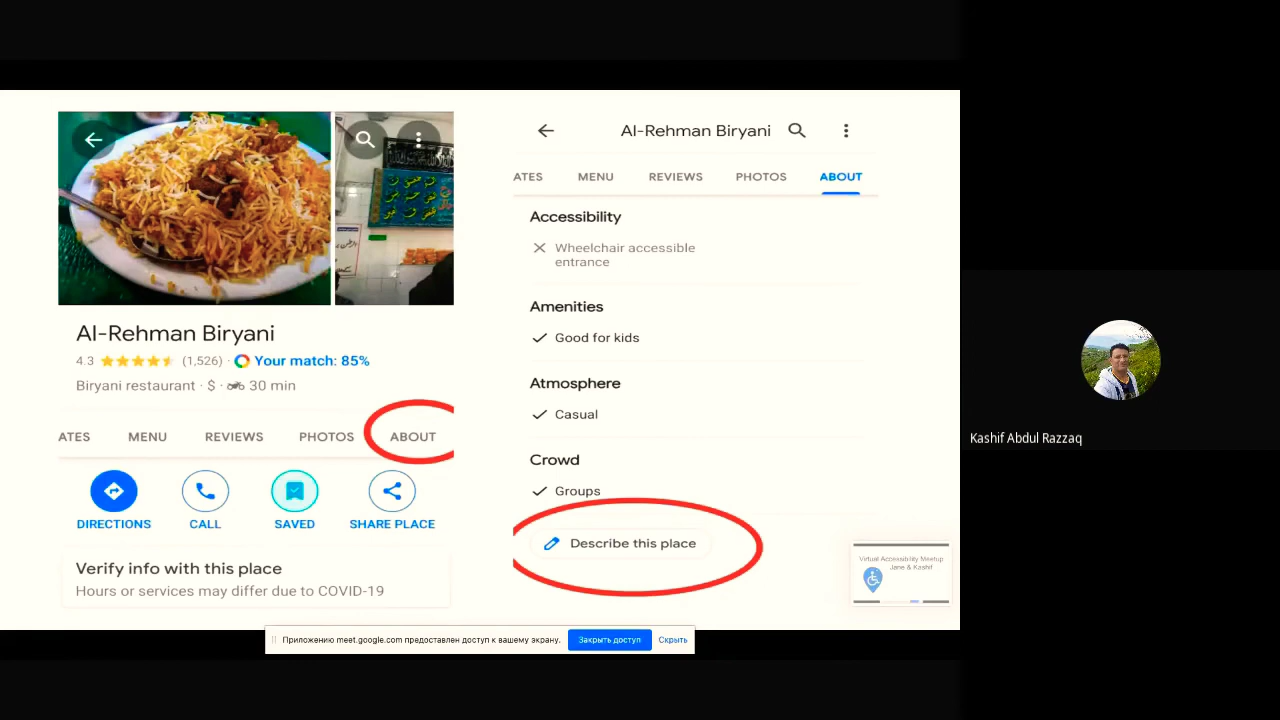 Al-Rehman Biryani
4.3 (1,526) · Your match: 85%
Biryani restaurant · $ · 30 min
ATES MENU REVIEWS PHOTOS ABOUT
DIRECTIONS CALL SAVED SHARE PLACE
Verify info with this place
Hours or services may differ due to COVID-19
Al-Rehman Biryani
ATES MENU REVIEWS PHOTOS ABOUT
Accessibility
Wheelchair accessible
entrance
Amenities
Good for kids
Atmosphere
Casual
Crowd
Groups
Describe this place
Virtual Accessibility Meetup
Jane & Kashif
Kashif Abdul Razzaq
Приложению meet.google.com предоставлен доступ к вашему экрану. Закрыть доступ Скрыть